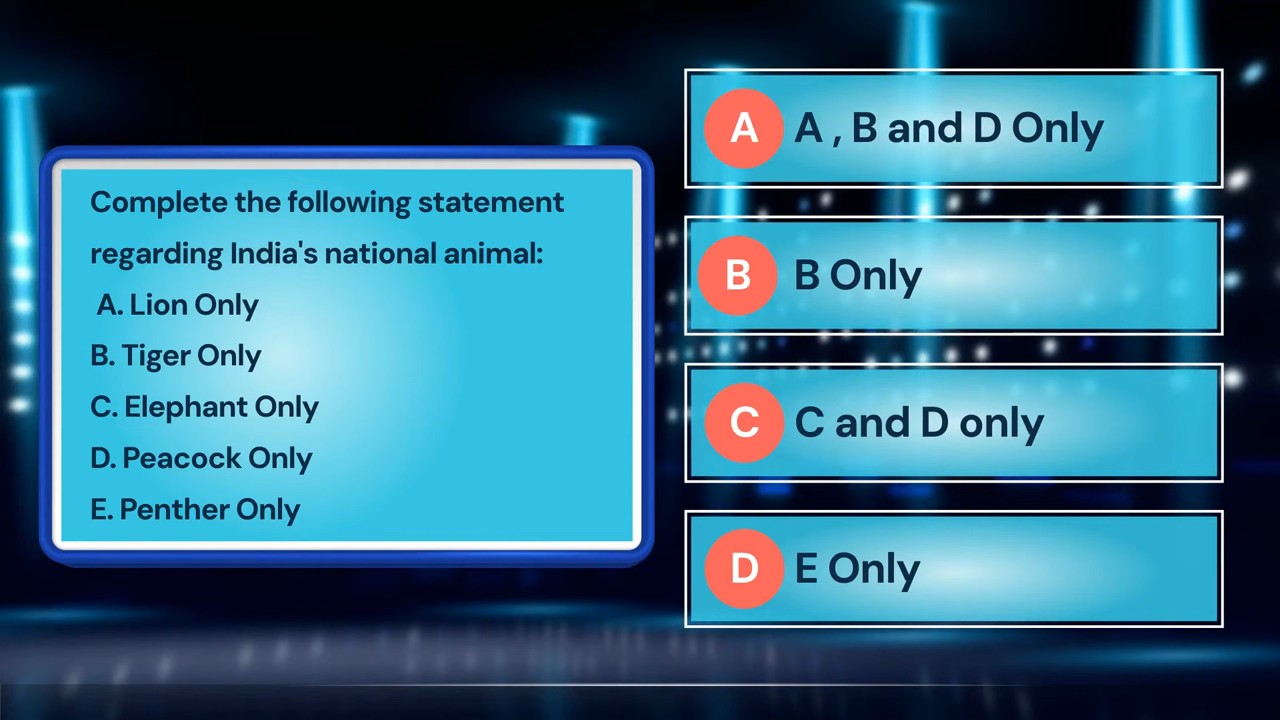 Complete the following statement
regarding India's national animal:
A. Lion Only
B. Tiger Only
C. Elephant Only
D. Peacock Only
E. Penther Only
A A , B and D Only
B B Only
C C and D only
D E Only